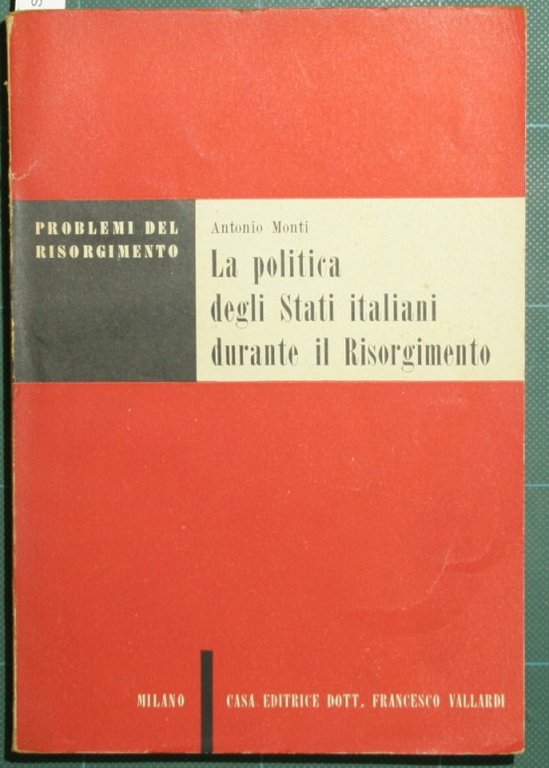 PROBLEMI DEL
RISORGIMENTO
Antonio Monti
La politica
degli Stati italiani
durante il Risorgimento
MILANO
CASA EDITRICE DOTT. FRANCESCO VALLARDI